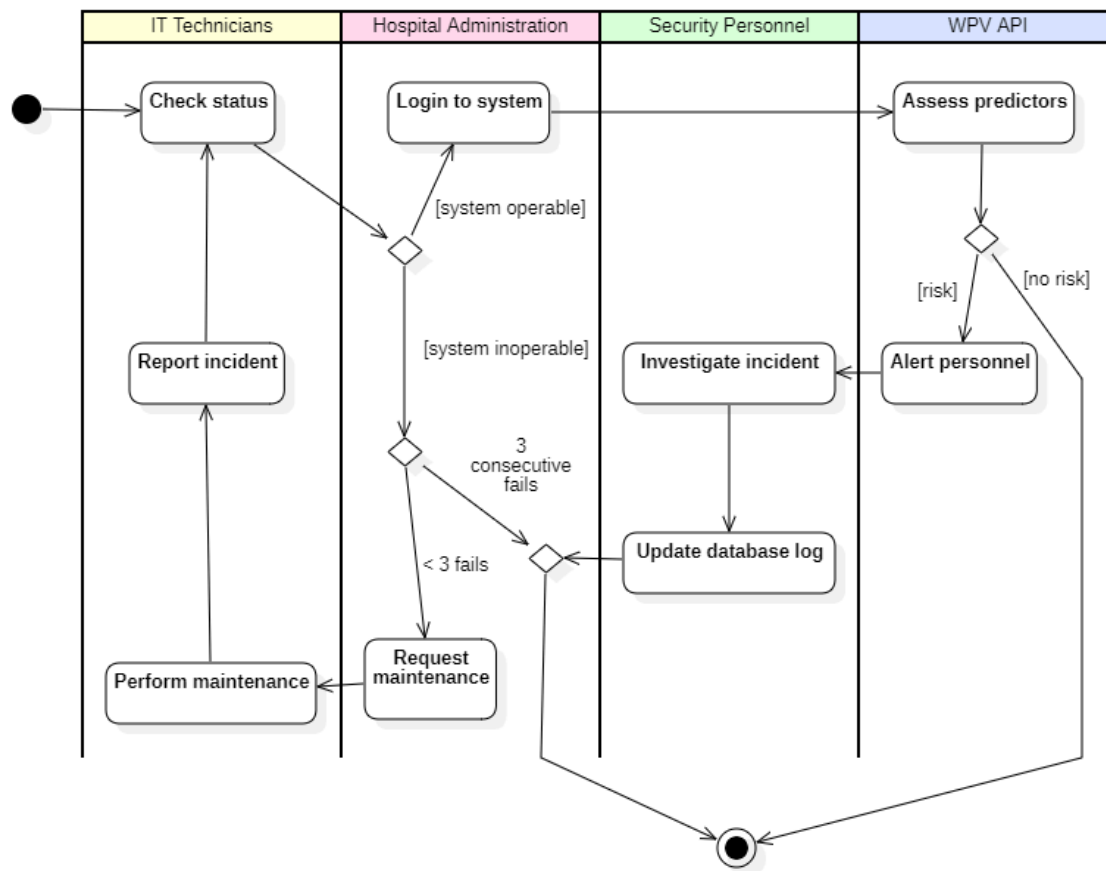 IT Technicians
Hospital Administration
Security Personnel
WPV API
Check status
Login to system
Assess predictors
[system operable]
[risk]
[no risk]
[system inoperable]
Report incident
Investigate incident
Alert personnel
3
consecutive
fails
Update database log
< 3 fails
Request
maintenance
Perform maintenance